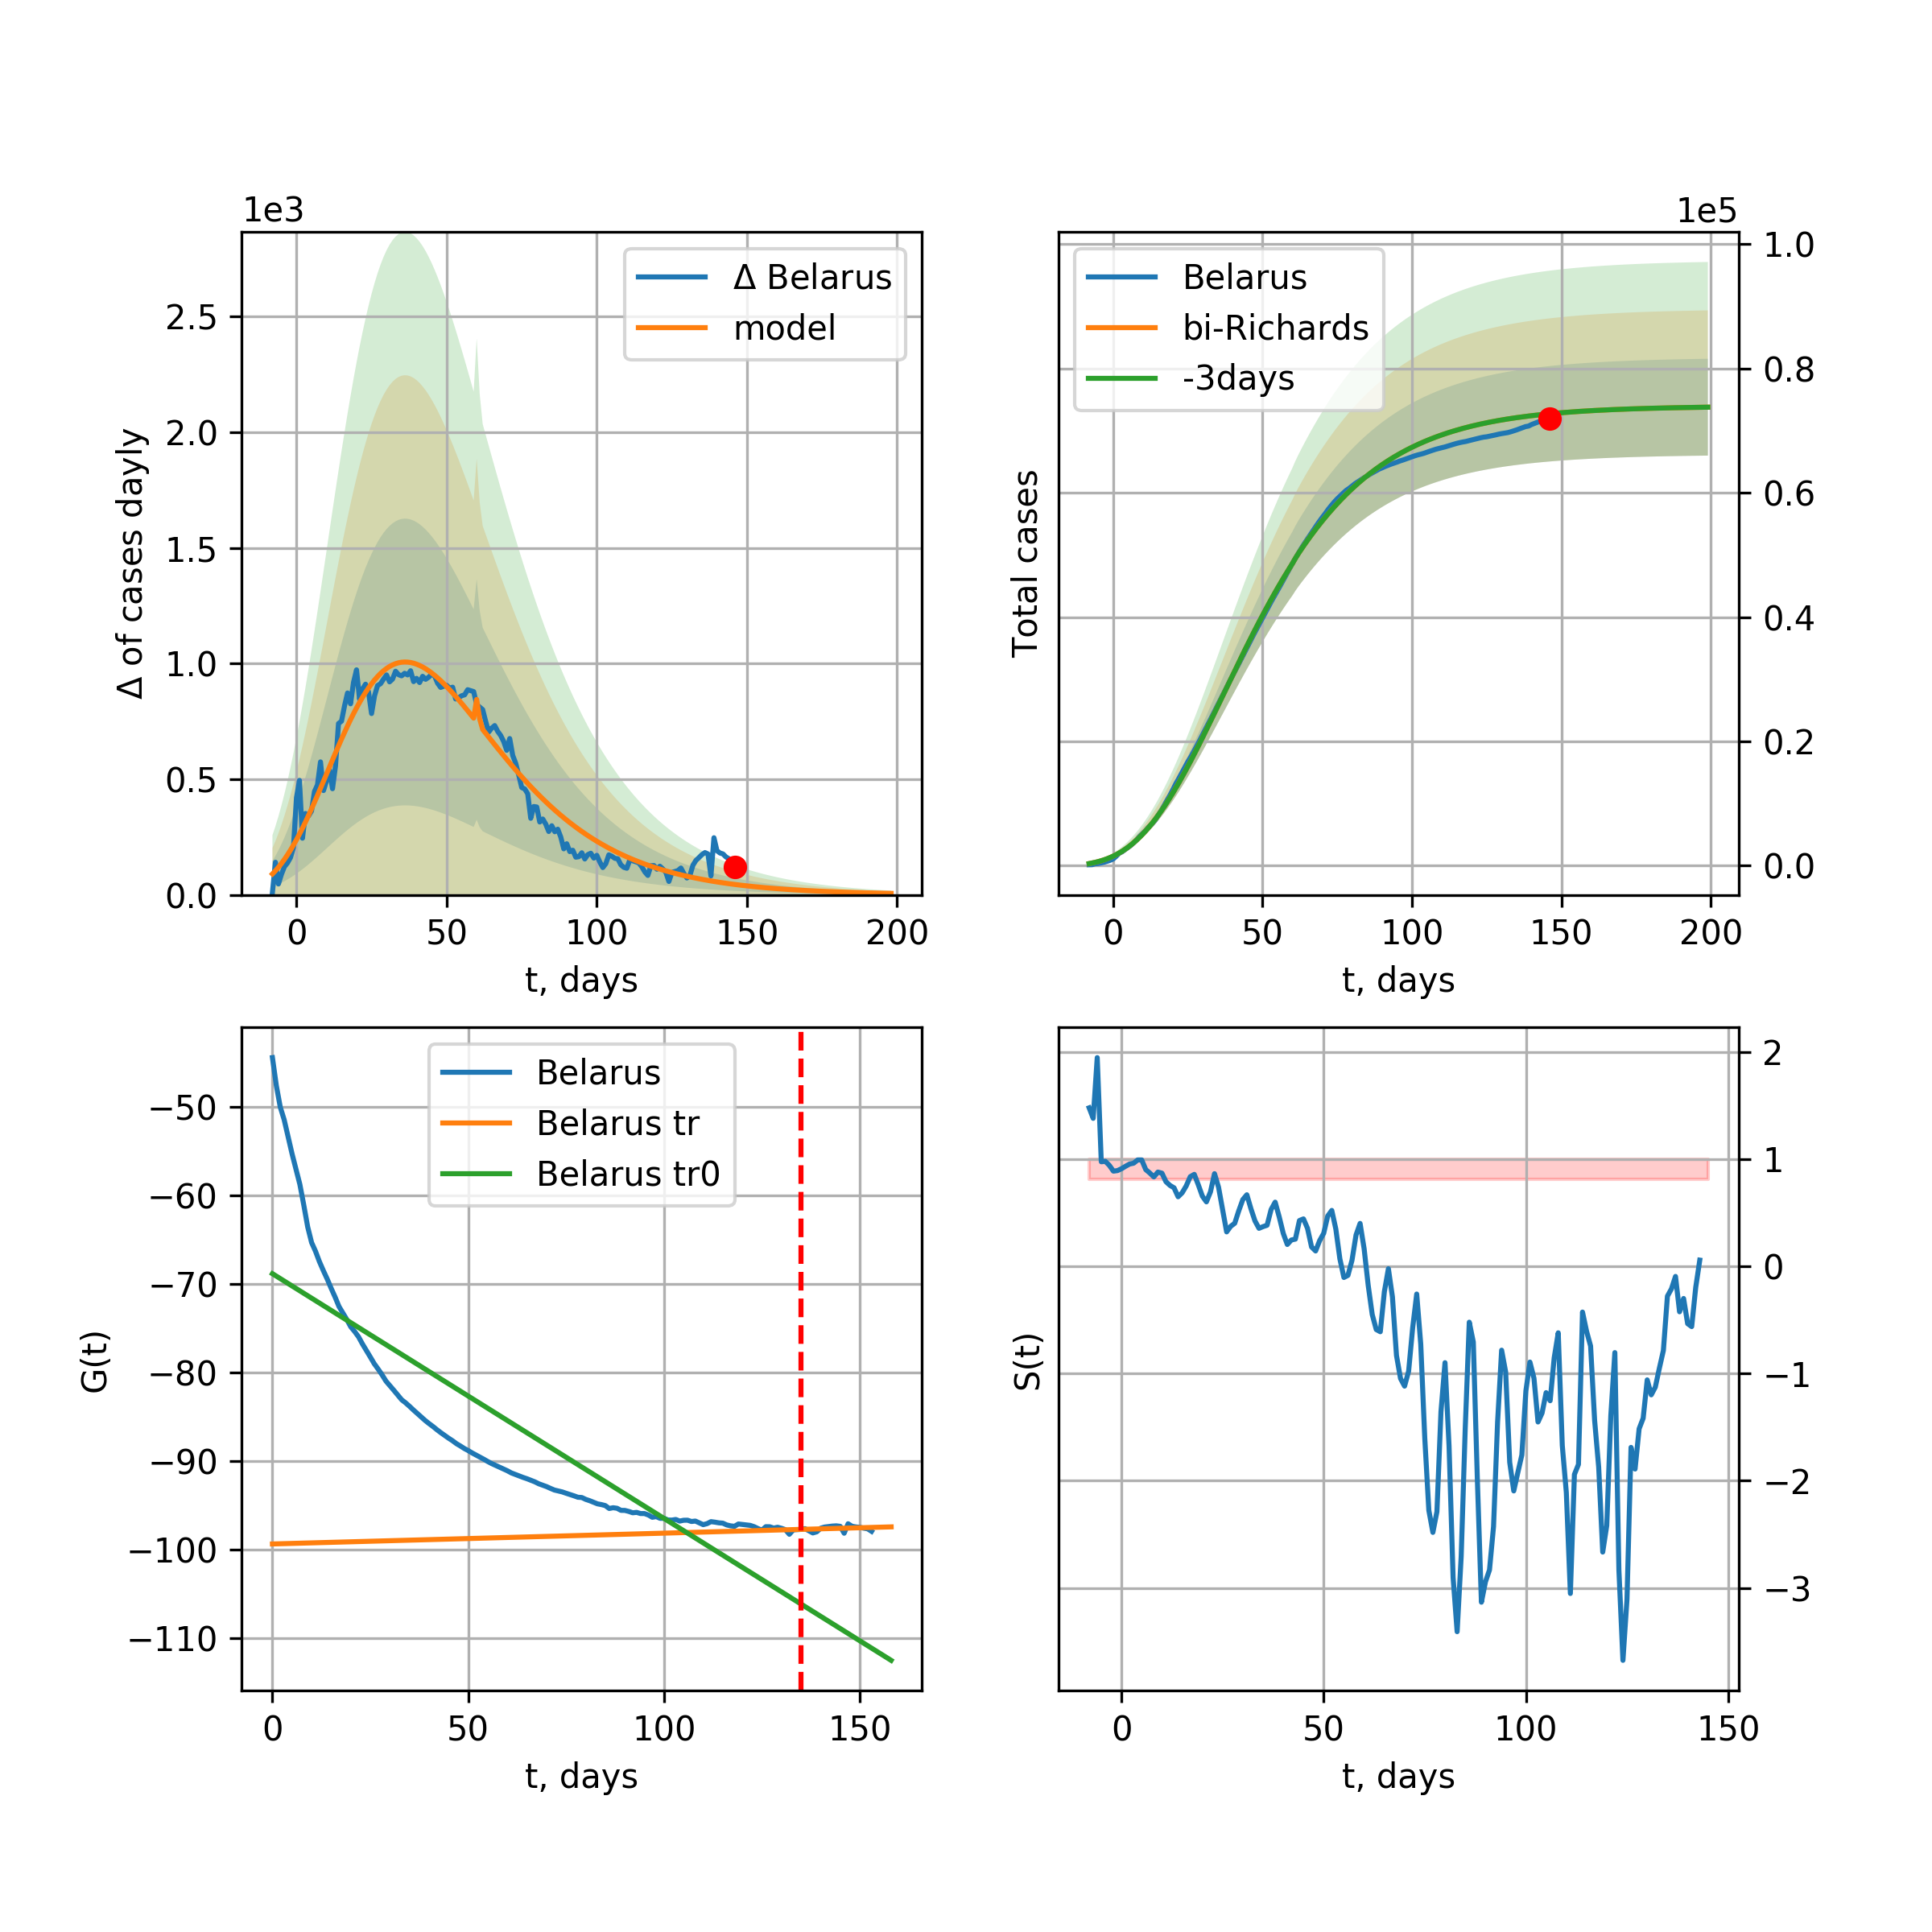 1e3
Δ of cases dayly
2.5
2.0
1.5
1.0
0.5
0.0
Δ Belarus
model
0 50 100 150 200
t, days
1e5
Total cases
Belarus
bi-Richards
-3days
1.0
0.8
0.6
0.4
0.2
0.0
0 50 100 150 200
t, days
G(t)
−50
−60
−70
−80
−90
−100
−110
Belarus
Belarus tr
Belarus tr0
0 50 100 150
t, days
S(t)
2
1
0
−1
−2
−3
0 50 100 150
t, days